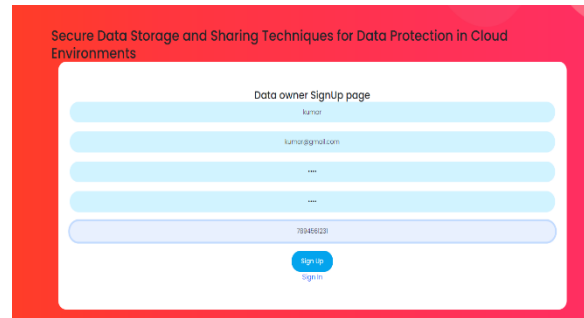 Secure Data Storage and Sharing Techniques for Data Protection in Cloud
Environments
Data owner SignUp page
kumar
kumar@gmail.com
••••
••••
7894561231
Sign Up
Sign In